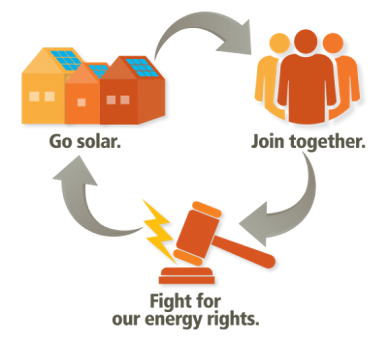 Go solar.
Join together.
Fight for
our energy rights.